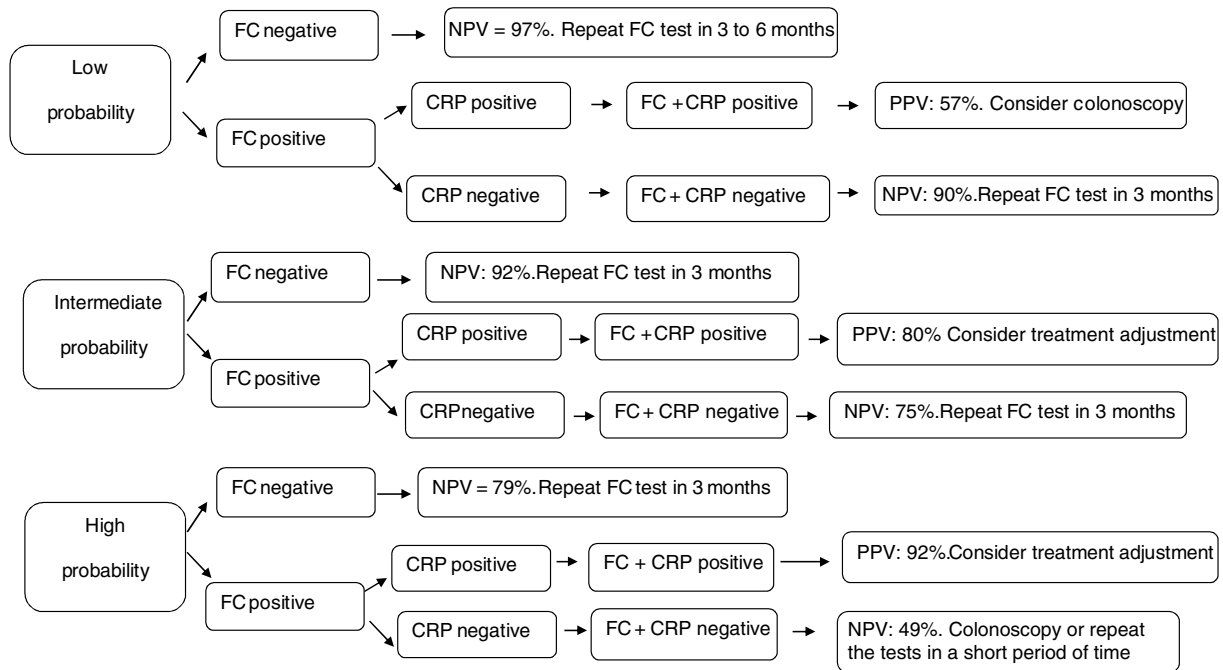 Low
probability
FC negative
NPV = 97%. Repeat FC test in 3 to 6 months
FC positive
CRP positive
FC +CRP positive
PPV: 57%. Consider colonoscopy
CRP negative
FC + CRP negative
NPV: 90%.Repeat FC test in 3 months
Intermediate
probability
FC negative
NPV: 92%.Repeat FC test in 3 months
FC positive
CRP positive
FC +CRP positive
PPV: 80% Consider treatment adjustment
CRPnegative
FC + CRP negative
NPV: 75%.Repeat FC test in 3 months
High
probability
FC negative
NPV = 79%.Repeat FC test in 3 months
FC positive
CRP positive
FC + CRP positive
PPV: 92%.Consider treatment adjustment
CRP negative
FC + CRP negative
NPV: 49%. Colonoscopy or repeat
the tests in a short period of time